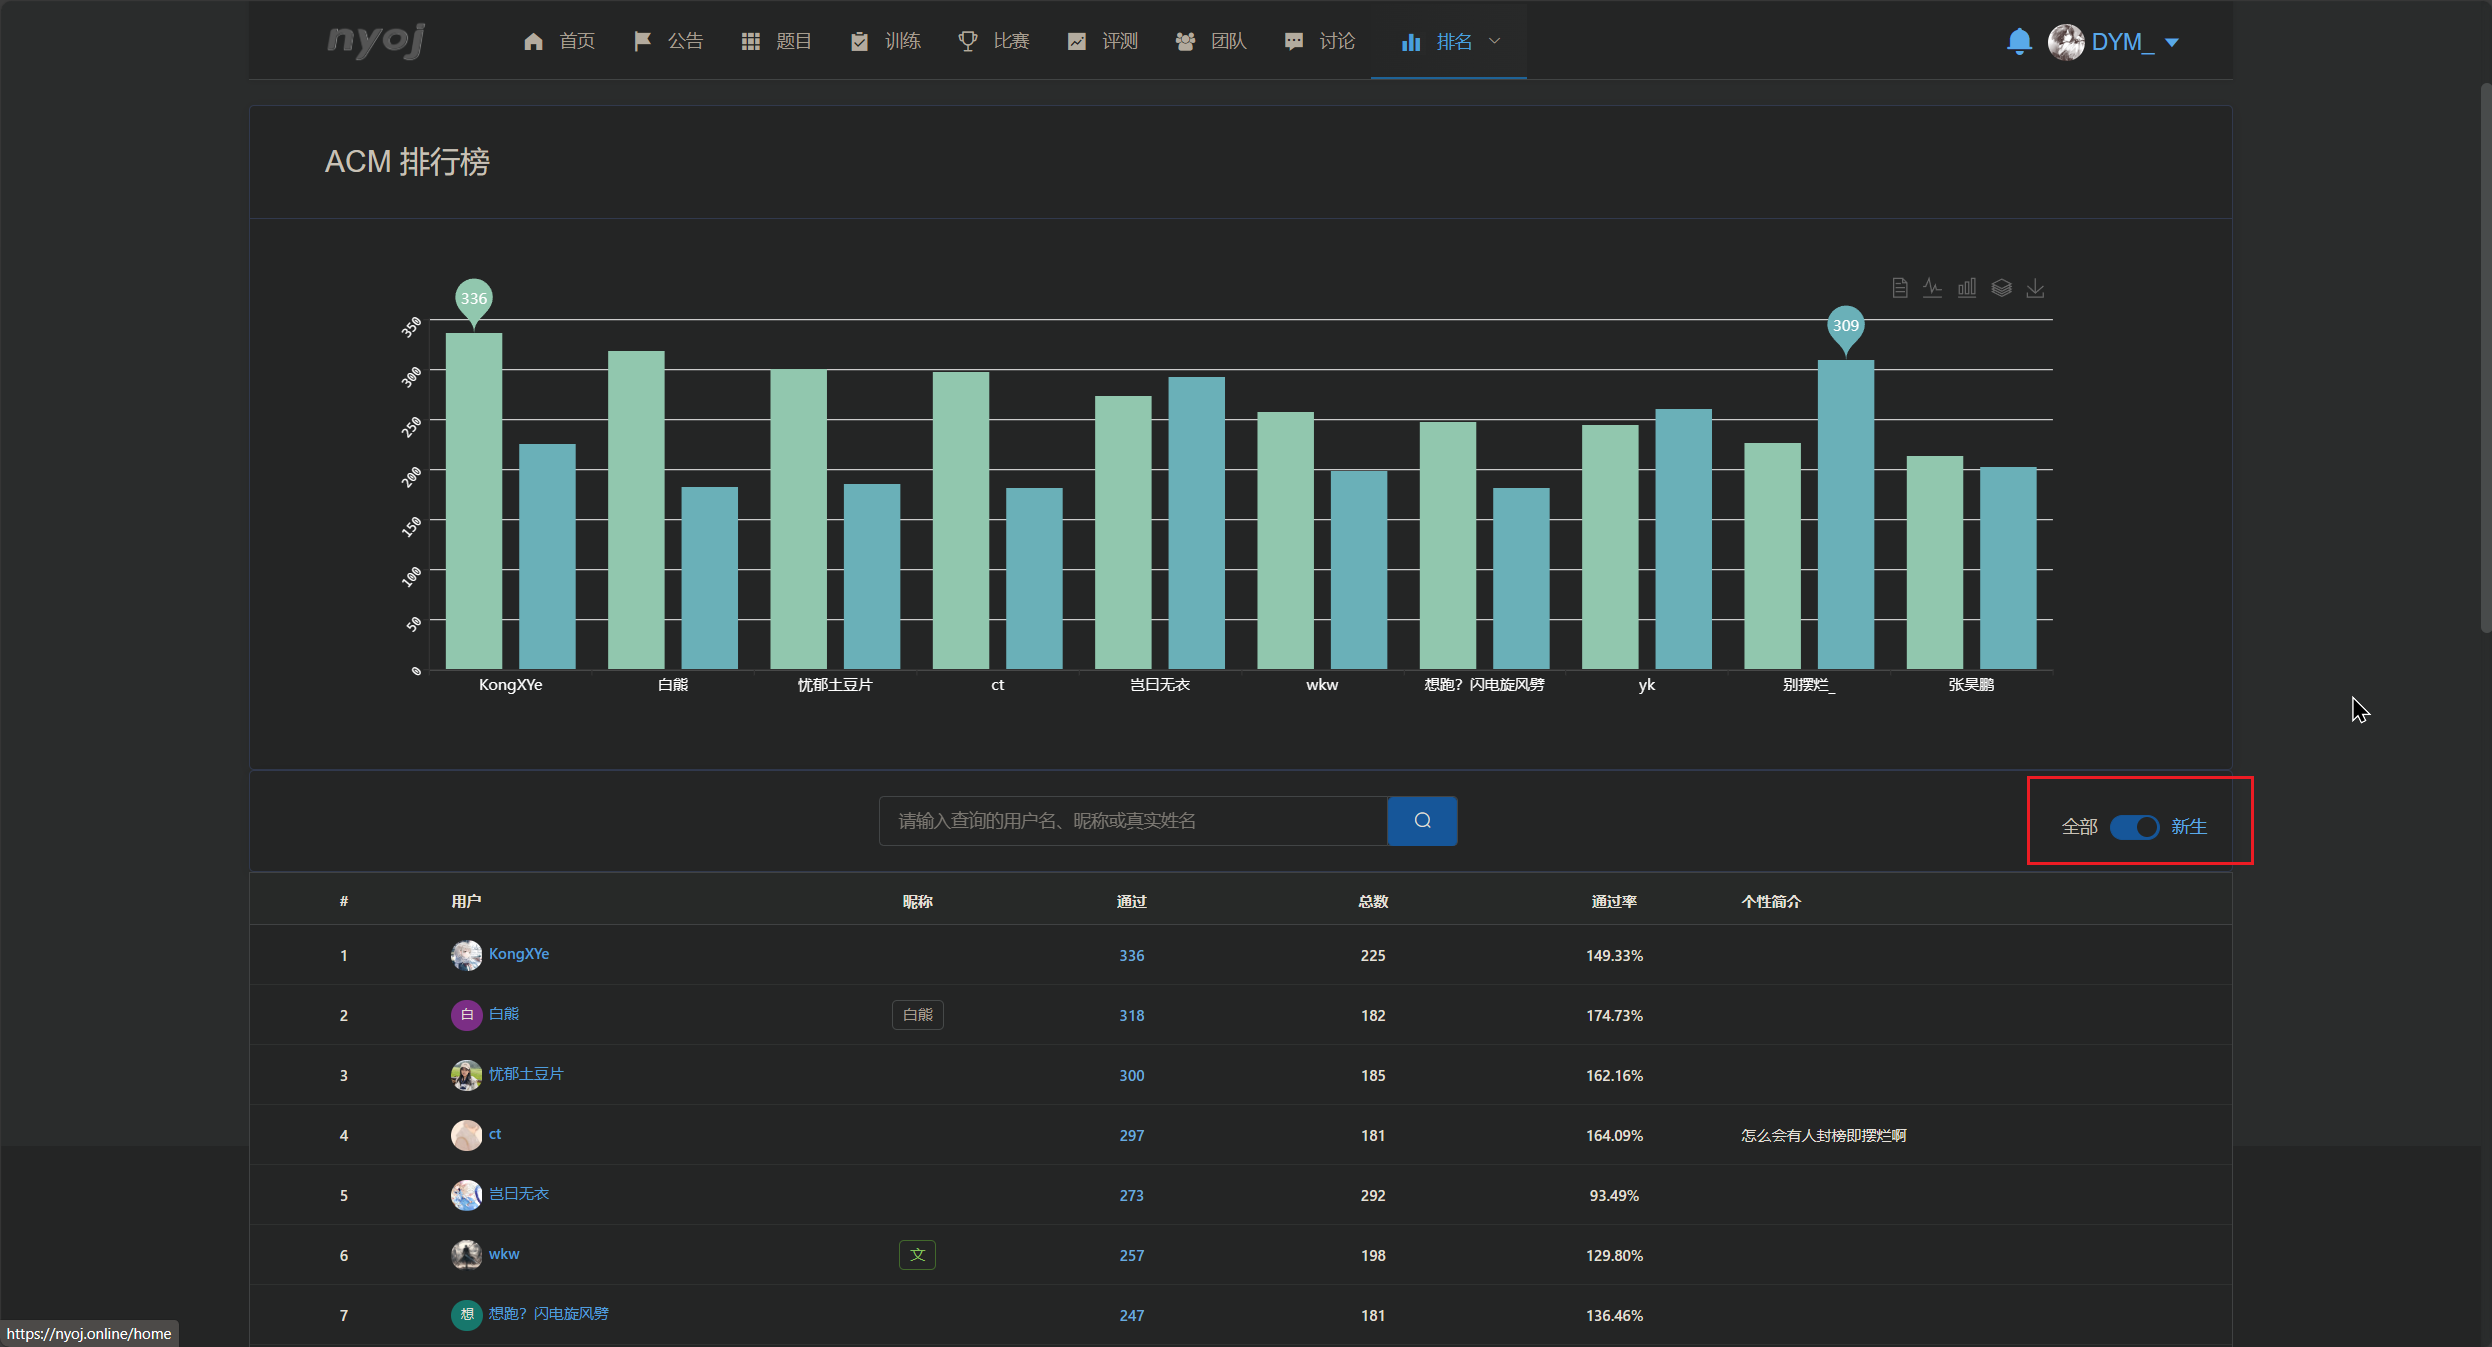 nyoj 首页 公告 题目 训练 比赛 评测 团队 讨论 排名 DYM_
ACM 排行榜
336
309
350
300
250
200
150
100
50
0
KongXYe 白熊 忧郁土豆片 ct 岂曰无衣 wkw 想跑？闪电旋风劈 yk 别摆烂_ 张昊鹏
请输入查询的用户名、昵称或真实姓名
全部 新生
# 用户 昵称 通过 总数 通过率 个性简介
1 KongXYe 336 225 149.33%
2 白 白熊 白熊 318 182 174.73%
3 忧郁土豆片 300 185 162.16%
4 ct 297 181 164.09% 怎么会有人封榜即摆烂啊
5 岂曰无衣 273 292 93.49%
6 wkw 文 257 198 129.80%
7 想 想跑？闪电旋风劈 247 181 136.46%
https://nyoj.online/home